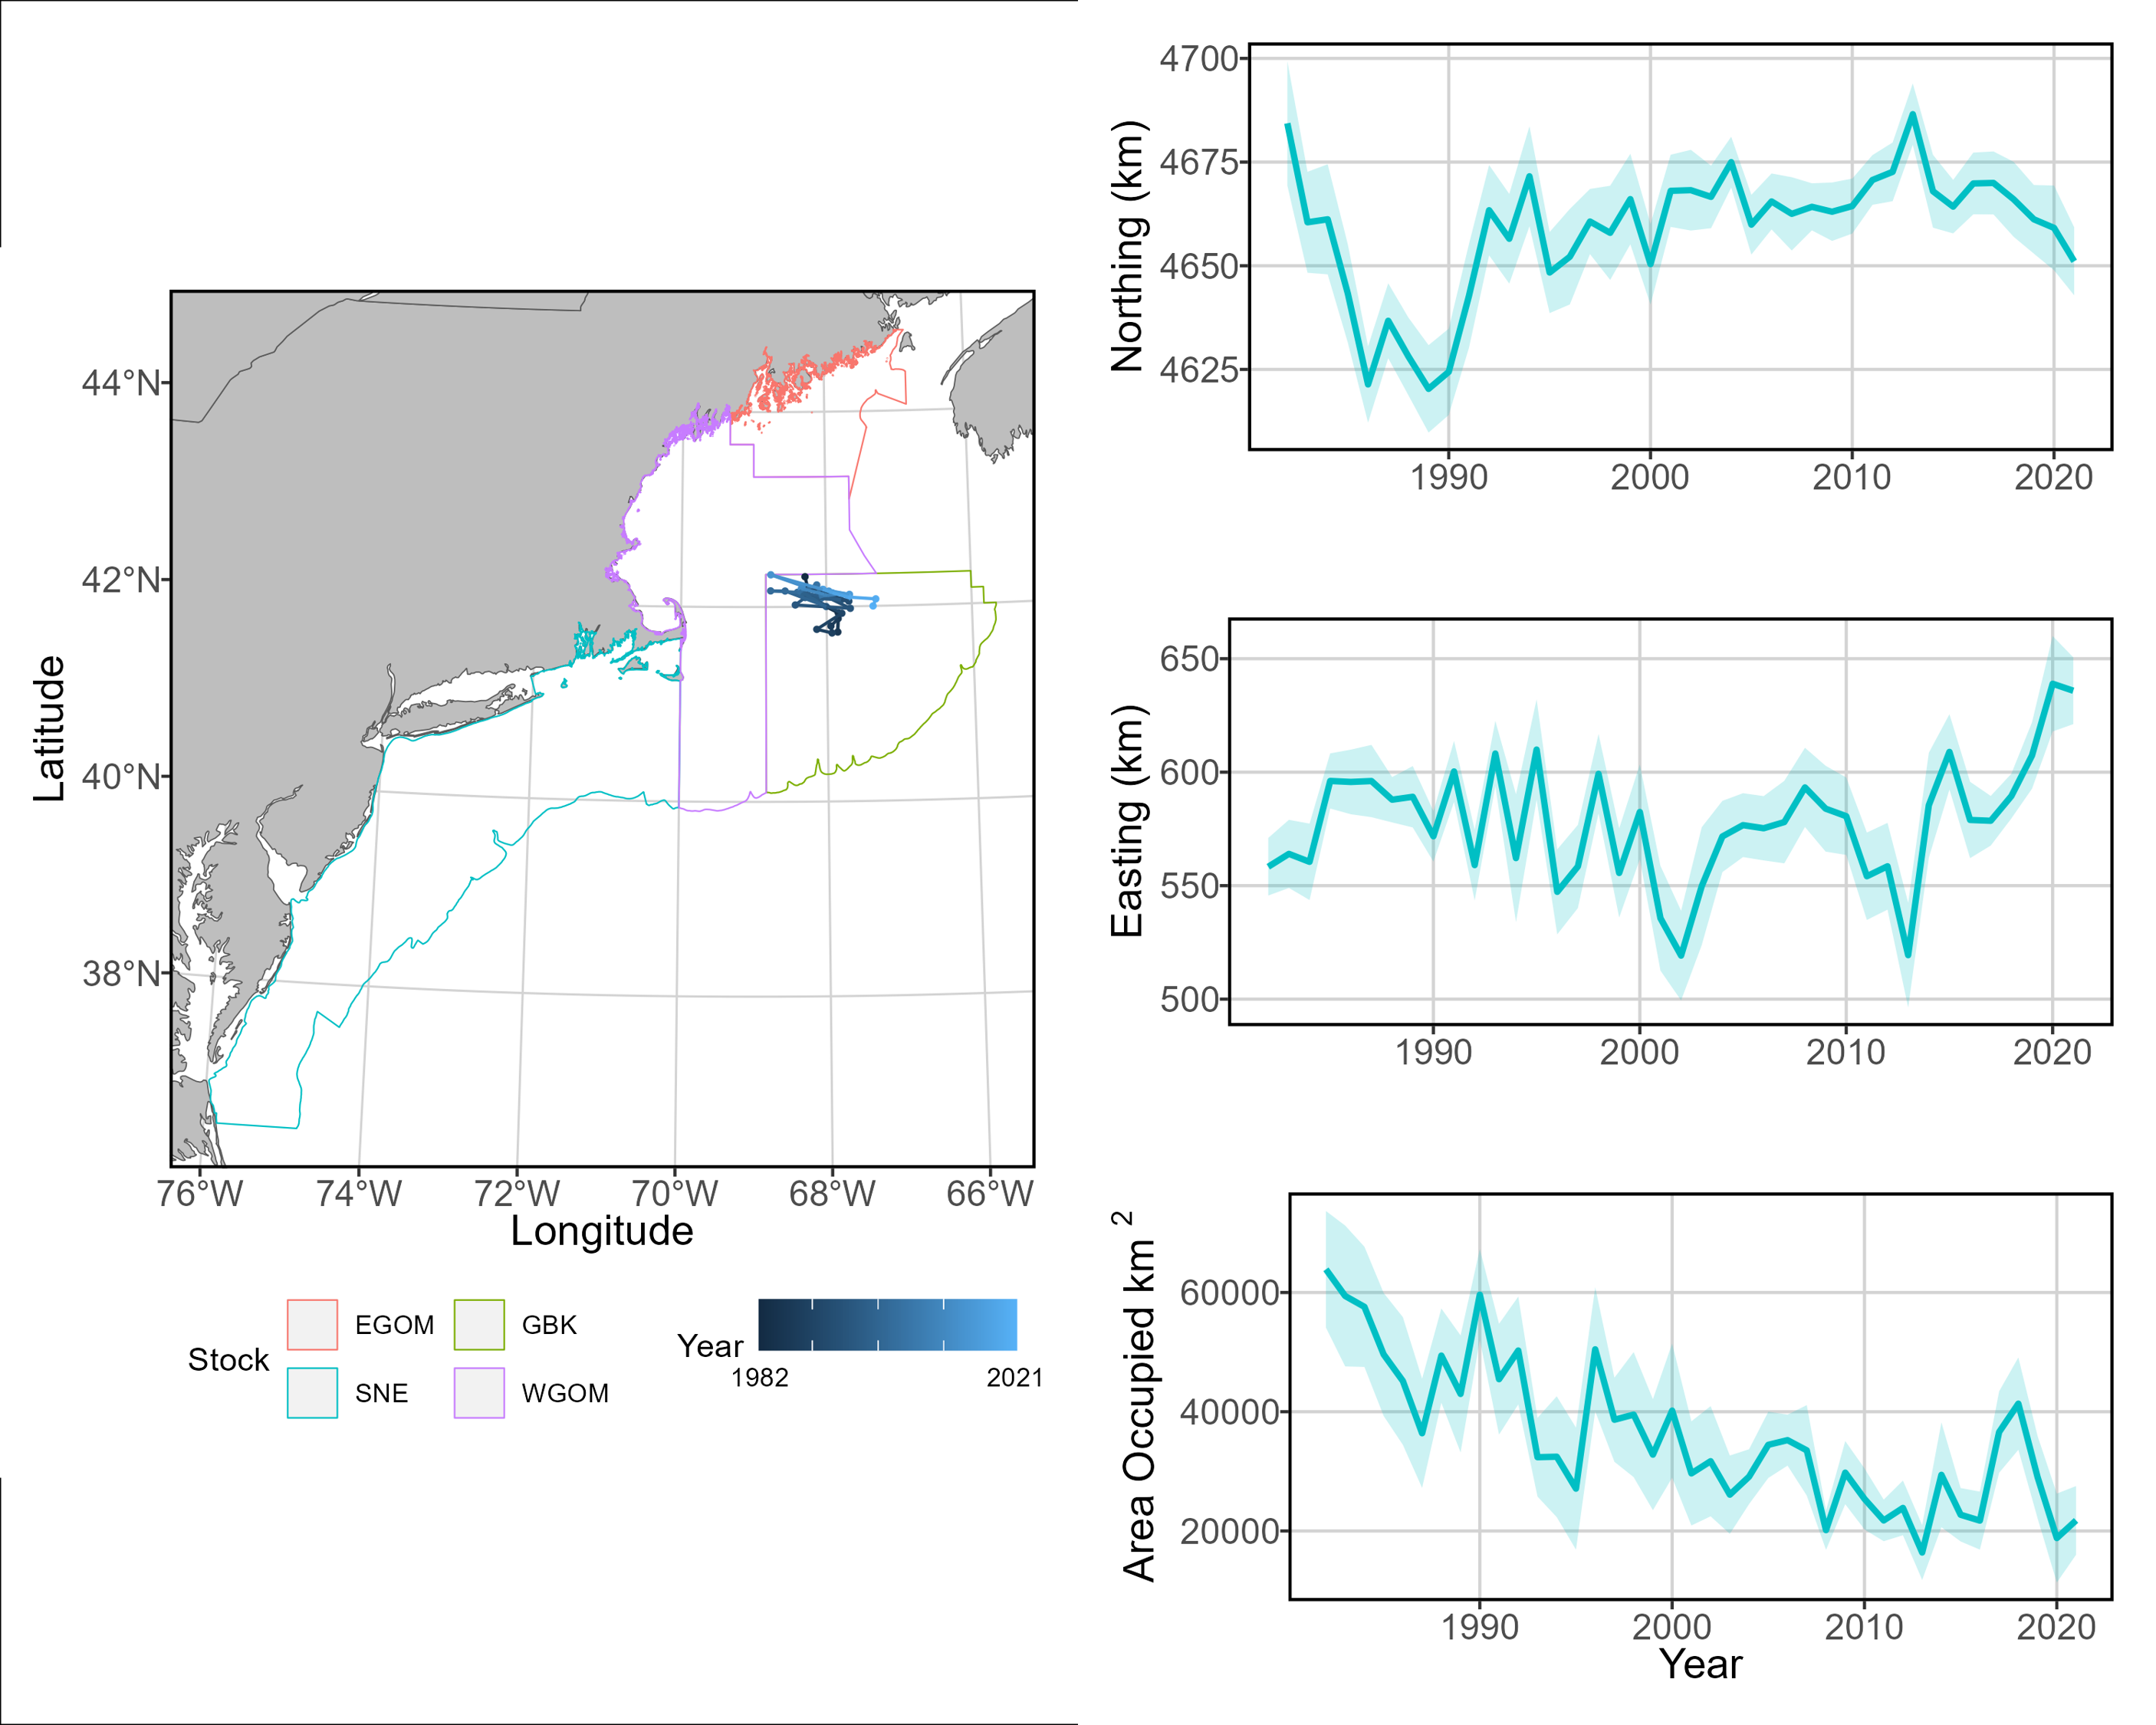 44°N
42°N
40°N
38°N
Latitude
76°W 74°W 72°W 70°W 68°W 66°W
Longitude
Stock
EGOM
GBK
SNE
WGOM
Year
1982
2021
Northing (km)
4700
4675
4650
4625
1990 2000 2010 2020
Easting (km)
650
600
550
500
1990 2000 2010 2020
Area Occupied km 2
60000
40000
20000
1990 2000 2010 2020
Year